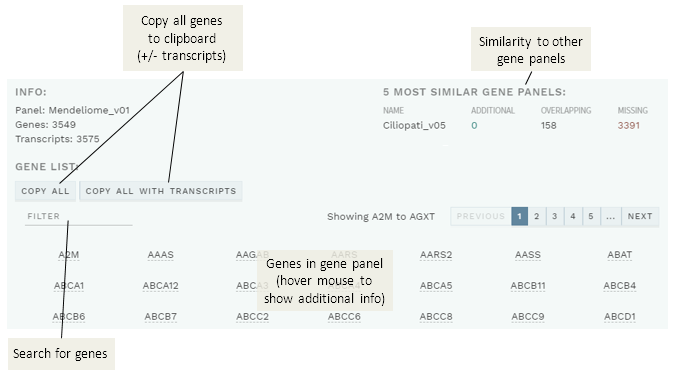 Copy all genes
to clipboard
(+/- transcripts)
Similarity to other
gene panels
INFO:
Panel: Mendeliome_v01
Genes: 3549
Transcripts: 3575
5 MOST SIMILAR GENE PANELS:
NAME ADDITIONAL OVERLAPPING MISSING
Ciliopati_v05 0 158 3391
GENE LIST:
COPY ALL COPY ALL WITH TRANSCRIPTS
FILTER
Showing A2M to AGXT PREVIOUS 1 2 3 4 5 ... NEXT
A2M AAAS AAGAB AARS AARS2 AASS ABAT
Genes in gene panel
(hover mouse to
show additional info)
ABCA1 ABCA12 ABCA3 ABCA5 ABCB11 ABCB4
ABCB6 ABCB7 ABCC2 ABCC6 ABCC8 ABCC9 ABCD1
Search for genes